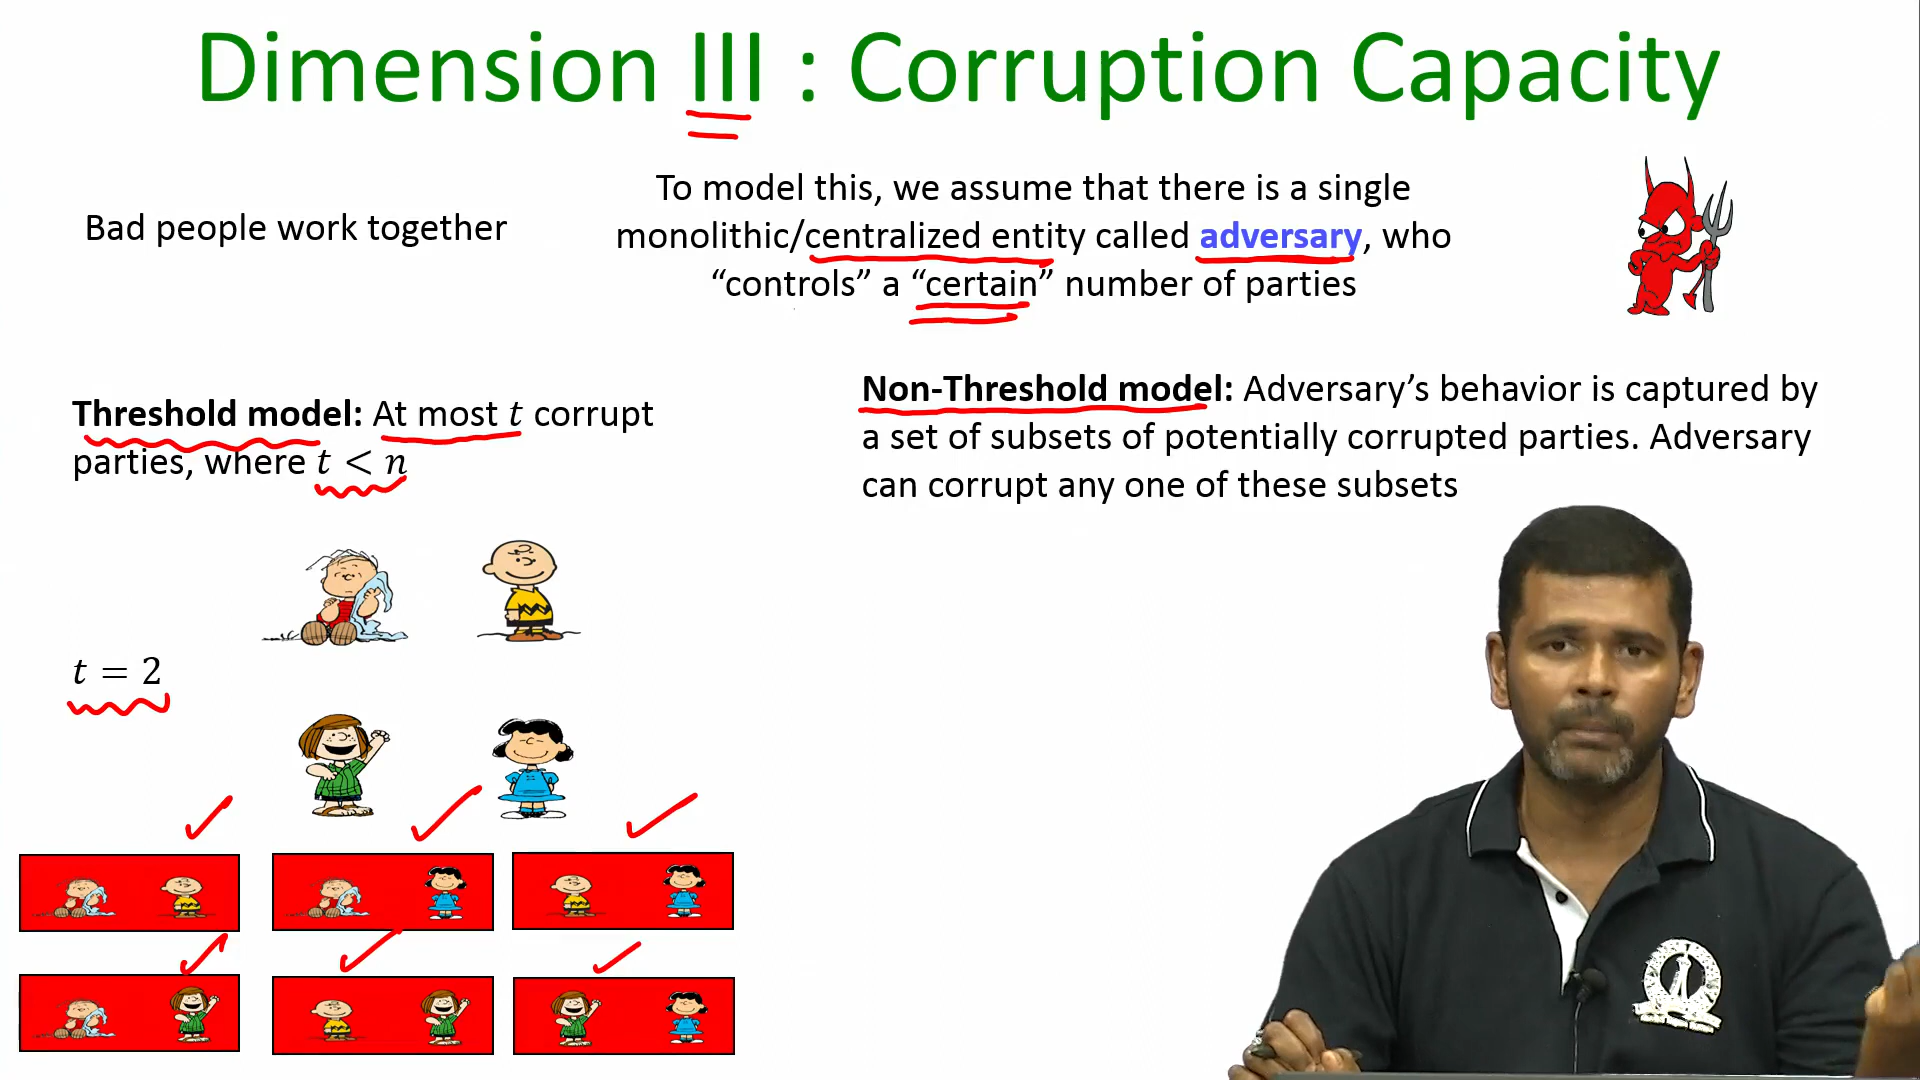 Dimension III : Corruption Capacity
Bad people work together
To model this, we assume that there is a single
monolithic/centralized entity called adversary, who
“controls” a “certain” number of parties
Threshold model: At most t corrupt
parties, where t < n
Non-Threshold model: Adversary’s behavior is captured by
a set of subsets of potentially corrupted parties. Adversary
can corrupt any one of these subsets
t = 2